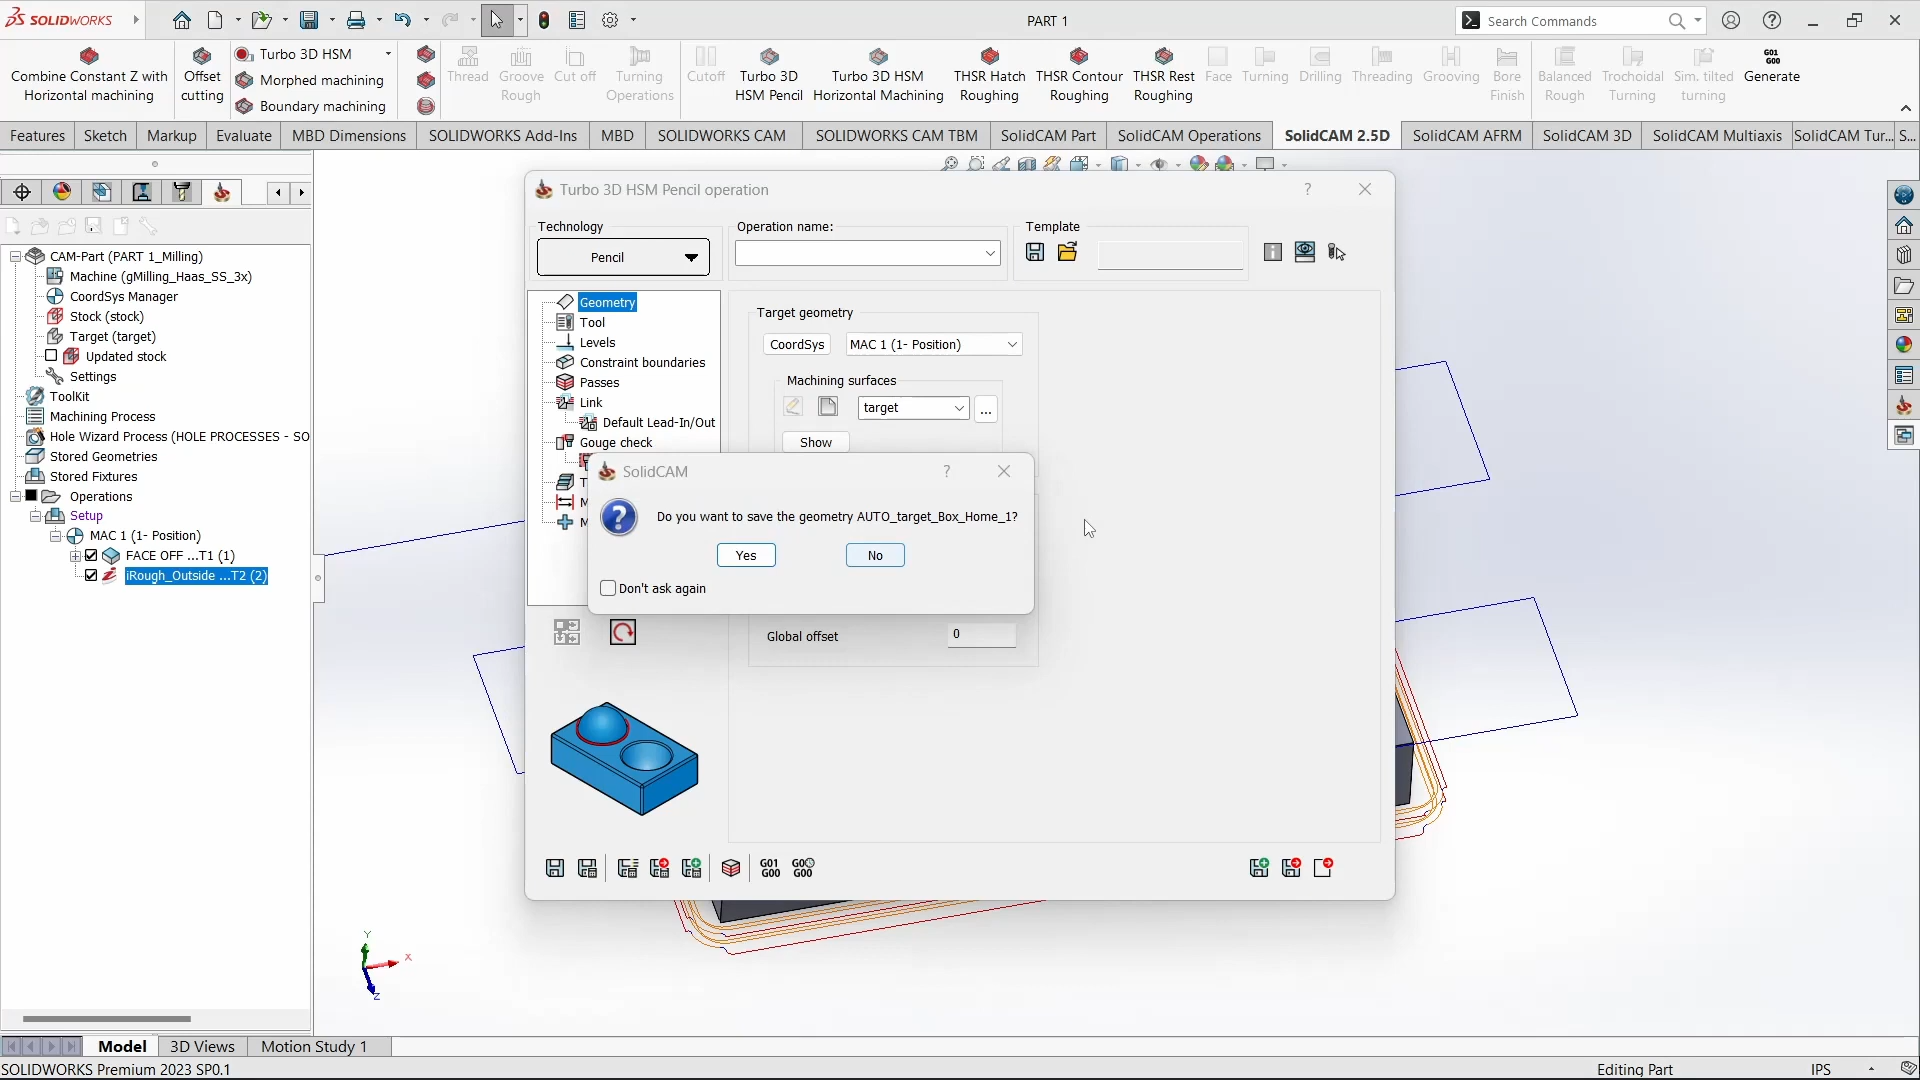 SOLIDWORKS
PART 1
Search Commands
Combine Constant Z with
Horizontal machining
Offset
cutting
Turbo 3D HSM
Morphed machining
Boundary machining
Thread
Groove
Rough
Cut off
Turning
Operations
Cutoff
Turbo 3D
HSM Pencil
Turbo 3D HSM
Horizontal Machining
THSR Hatch
Roughing
THSR Contour
Roughing
THSR Rest
Roughing
Face
Turning
Drilling
Threading
Grooving
Bore
Finish
Balanced
Rough
Trochoidal
Turning
Sim. tilted
turning
G01
G00
Generate
Features
Sketch
Markup
Evaluate
MBD Dimensions
SOLIDWORKS Add-Ins
MBD
SOLIDWORKS CAM
SOLIDWORKS CAM TBM
SolidCAM Part
SolidCAM Operations
SolidCAM 2.5D
SolidCAM AFRM
SolidCAM 3D
SolidCAM Multiaxis
SolidCAM Tur...
S...
CAM-Part (PART 1_Milling)
Machine (gMilling_Haas_SS_3x)
CoordSys Manager
Stock (stock)
Target (target)
Updated stock
Settings
ToolKit
Machining Process
Hole Wizard Process (HOLE PROCESSES - SO
Stored Geometries
Stored Fixtures
Operations
Setup
MAC 1 (1- Position)
FACE OFF ...T1 (1)
iRough_Outside ...T2 (2)
Turbo 3D HSM Pencil operation
?
Technology
Pencil
Operation name:
Template
Geometry
Tool
Levels
Constraint boundaries
Passes
Link
Default Lead-In/Out
Gouge check
T
M
M
Target geometry
CoordSys
MAC 1 (1- Position)
Machining surfaces
target
...
Show
SolidCAM
?
Do you want to save the geometry AUTO_target_Box_Home_1?
Yes
No
Don't ask again
Global offset
0
G01
G00
G0
G00
Y
X
Z
Model
3D Views
Motion Study 1
SOLIDWORKS Premium 2023 SP0.1
Editing Part
IPS